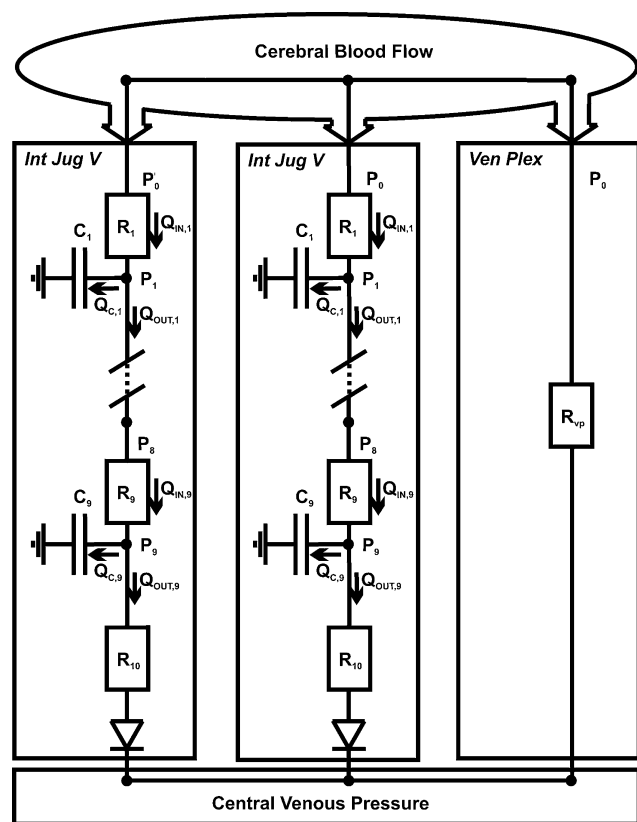 Cerebral Blood Flow
Int Jug V
P'0
R1
QIN,1
C1
P1
QC,1
QOUT,1
P8
R9
QIN,9
C9
P9
QC,9
QOUT,9
R10
Int Jug V
P0
R1
QIN,1
C1
P1
QC,1
QOUT,1
P8
R9
QIN,9
C9
P9
QC,9
QOUT,9
R10
Ven Plex
P0
Rvp
Central Venous Pressure